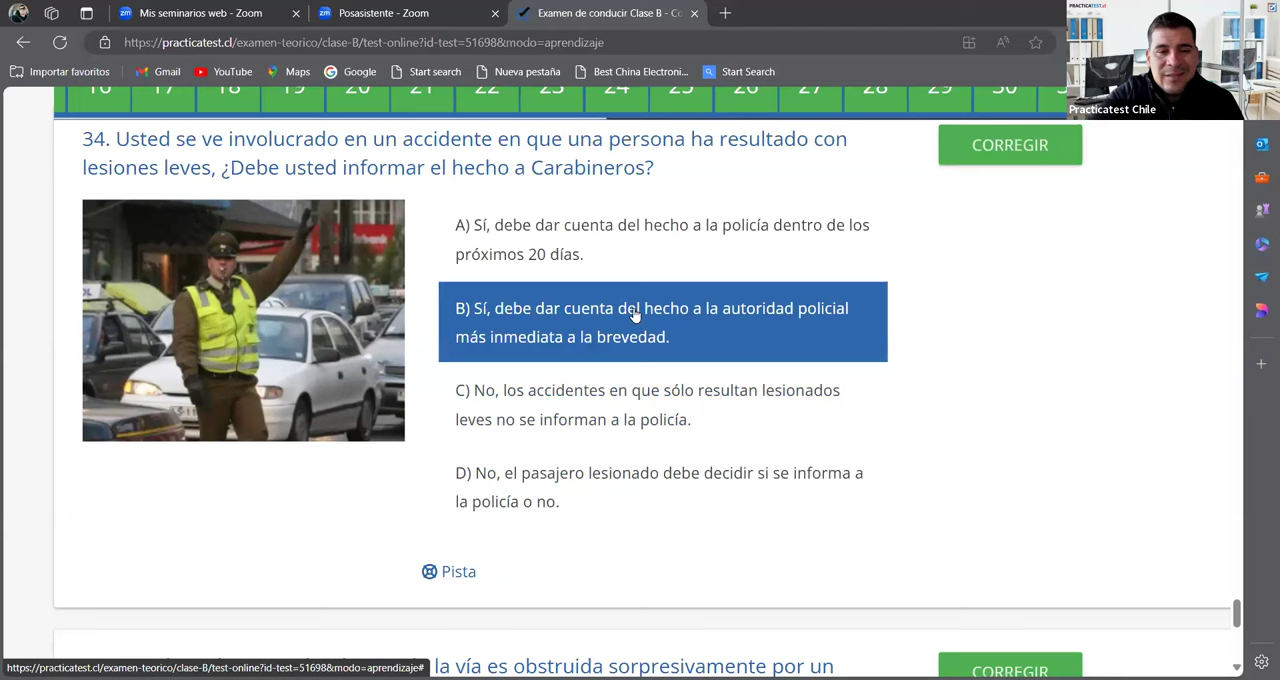 Mis seminarios web - Zoom
Posasistente - Zoom
Examen de conducir Clase B - Co
https://practicatest.cl/examen-teorico/clase-B/test-online?id-test=51698&modo=aprendizaje
Importar favoritos
Gmail
YouTube
Maps
Google
Start search
Nueva pestaña
Best China Electroni...
Start Search
PRACTICATEST.cl
Practicatest Chile
16 17 18 19 20 21 22 23 24 25 26 27 28 29 30 3
34. Usted se ve involucrado en un accidente en que una persona ha resultado con
lesiones leves, ¿Debe usted informar el hecho a Carabineros?
CORREGIR
A) Sí, debe dar cuenta del hecho a la policía dentro de los
próximos 20 días.
B) Sí, debe dar cuenta del hecho a la autoridad policial
más inmediata a la brevedad.
C) No, los accidentes en que sólo resultan lesionados
leves no se informan a la policía.
D) No, el pasajero lesionado debe decidir si se informa a
la policía o no.
Pista
la vía es obstruida sorpresivamente por un
CORREGIR
https://practicatest.cl/examen-teorico/clase-B/test-online?id-test=51698&modo=aprendizaje#